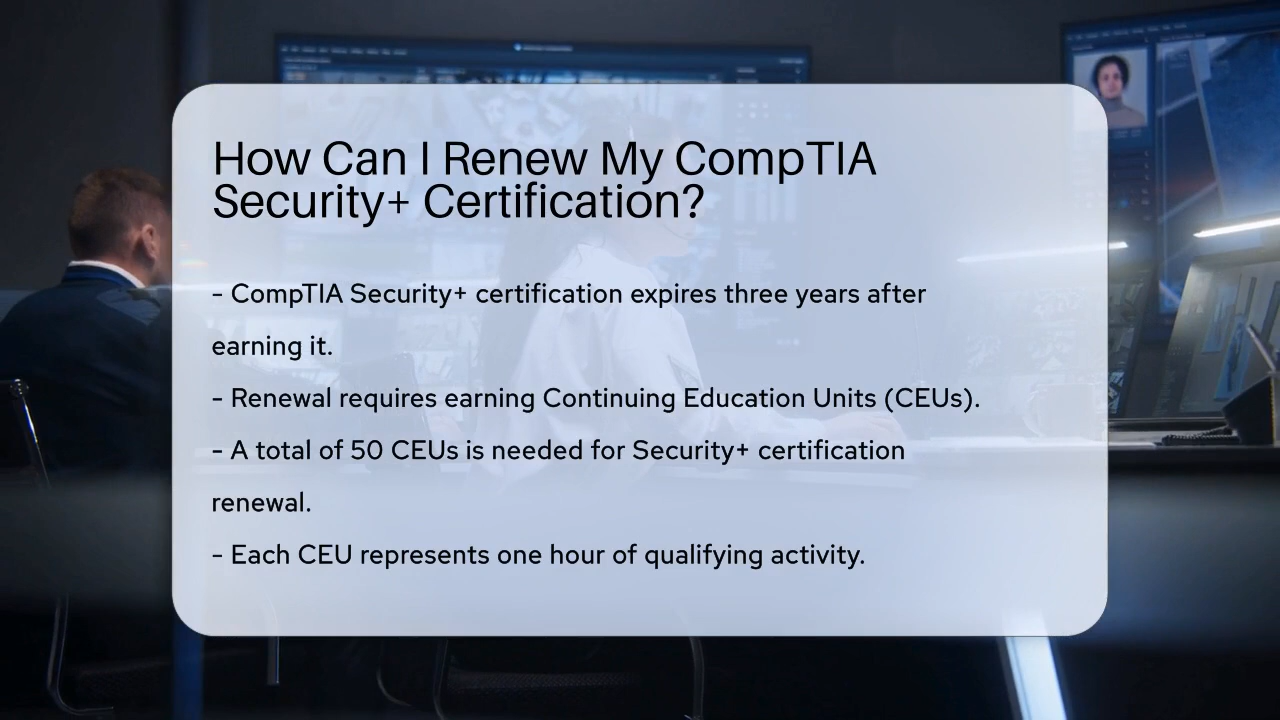 How Can I Renew My CompTIA
Security+ Certification?
- CompTIA Security+ certification expires three years after
earning it.
- Renewal requires earning Continuing Education Units (CEUs).
- A total of 50 CEUs is needed for Security+ certification
renewal.
- Each CEU represents one hour of qualifying activity.